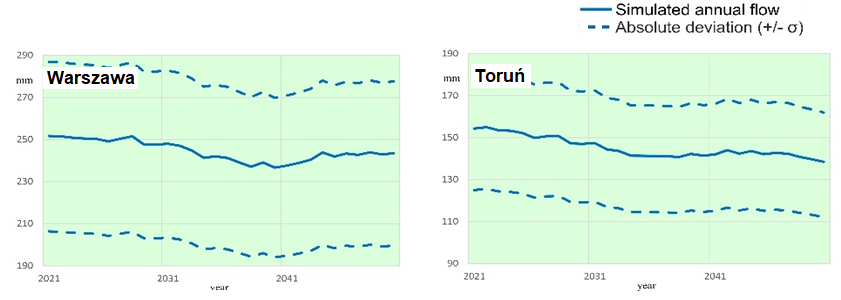 Simulated annual flow
Absolute deviation (+/- σ)
290
mm
Warszawa
270
250
230
210
190
2021
2031
2041
year
190
mm
Toruń
170
150
130
110
90
2021
2031
2041
year